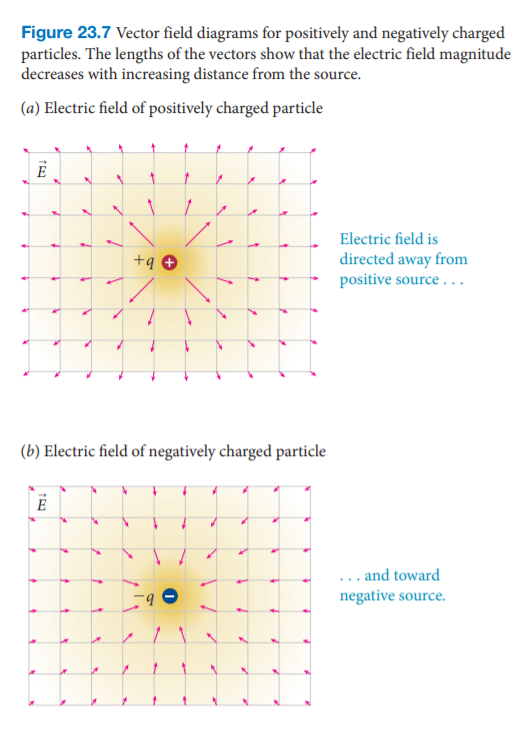 Figure 23.7 Vector field diagrams for positively and negatively charged
particles. The lengths of the vectors show that the electric field magnitude
decreases with increasing distance from the source.
(a) Electric field of positively charged particle
E⃗
+q +
Electric field is
directed away from
positive source . . .
(b) Electric field of negatively charged particle
E⃗
−q −
. . . and toward
negative source.